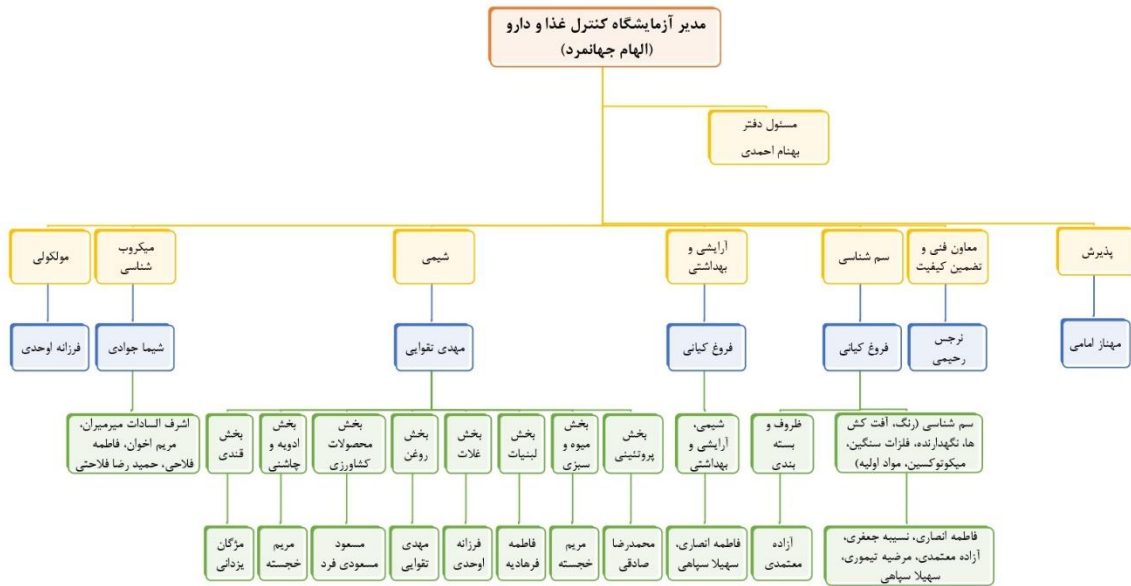 مدیر آزمایشگاه کنترل غذا و دارو
(الهام جهانمرد)
مسئول دفتر
بهنام احمدی
پذیرش
معاون فنی و
تضمین کیفیت
سم شناسی
آرایشی و
بهداشتی
شیمی
میکروب
شناسی
مولکولی
مهناز امامی
نرجس
رحیمی
فروغ کیانی
فروغ کیانی
مهدی تقوایی
شیما جوادی
فرزانه اوحدی
سم شناسی (رنگ، آفت کش
ها، نگهدارنده، فلزات سنگین،
میکوتوکسین، مواد اولیه)
ظروف و
بسته
بندی
شیمی،
آرایشی و
بهداشتی
بخش
پروتئینی
بخش
میوه و
سبزی
بخش
لبنیات
بخش
غلات
بخش
روغن
بخش
محصولات
کشاورزی
بخش
ادویه و
چاشنی
بخش
قندی
اشرف السادات میرمیران،
مریم اخوان، فاطمه
فلاحی، حمید رضا فلاحتی
فاطمه انصاری، نسیبه جعفری،
آزاده معتمدی، مرضیه تیموری،
سهیلا سپاهی
آزاده
معتمدی
فاطمه انصاری،
سهیلا سپاهی
محمدرضا
صادقی
مریم
خجسته
فاطمه
فرهادیه
فرزانه
اوحدی
مهدی
تقوایی
مسعود
مسعودی فرد
مریم
خجسته
مژگان
یزدانی